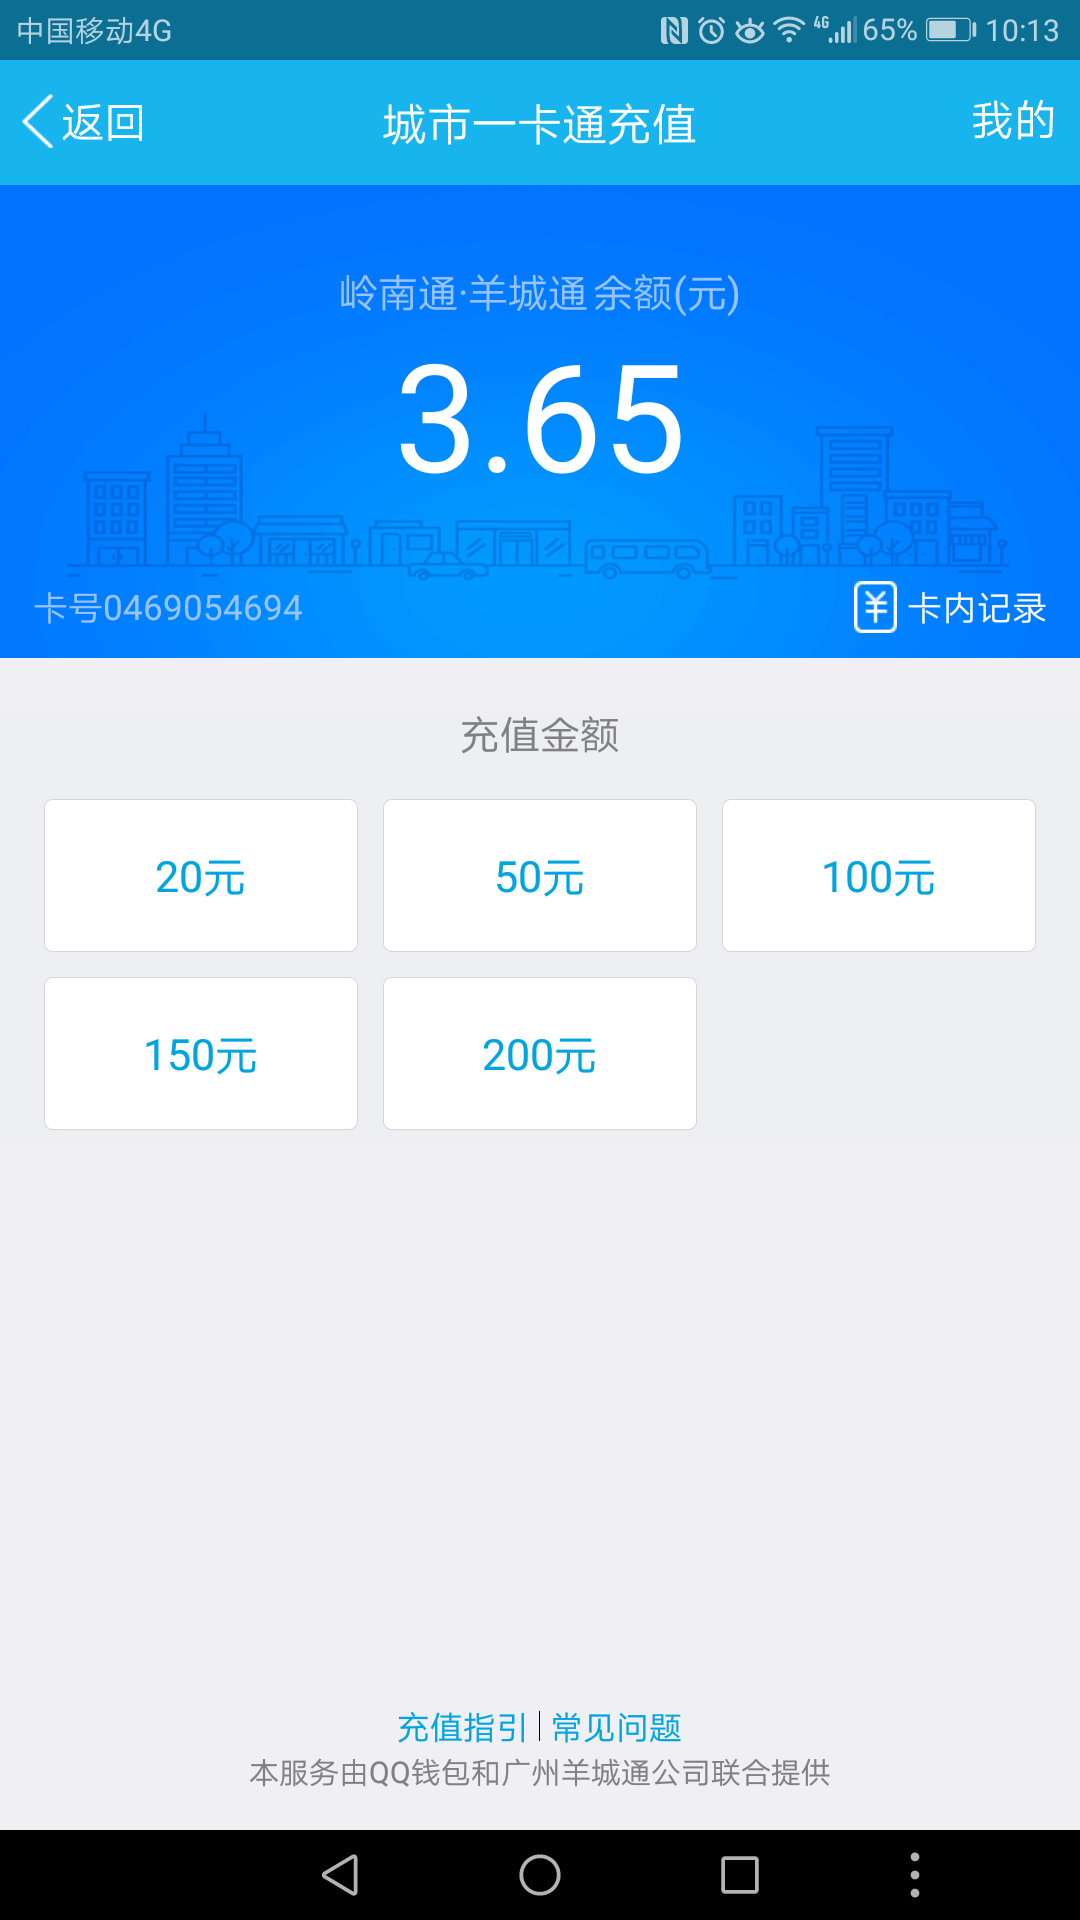 中国移动4G 4G 65% 10:13
返回 城市一卡通充值 我的
岭南通·羊城通 余额(元)
3.65
卡号0469054694 卡内记录
充值金额
20元 50元 100元
150元 200元
充值指引 常见问题
本服务由QQ钱包和广州羊城通公司联合提供